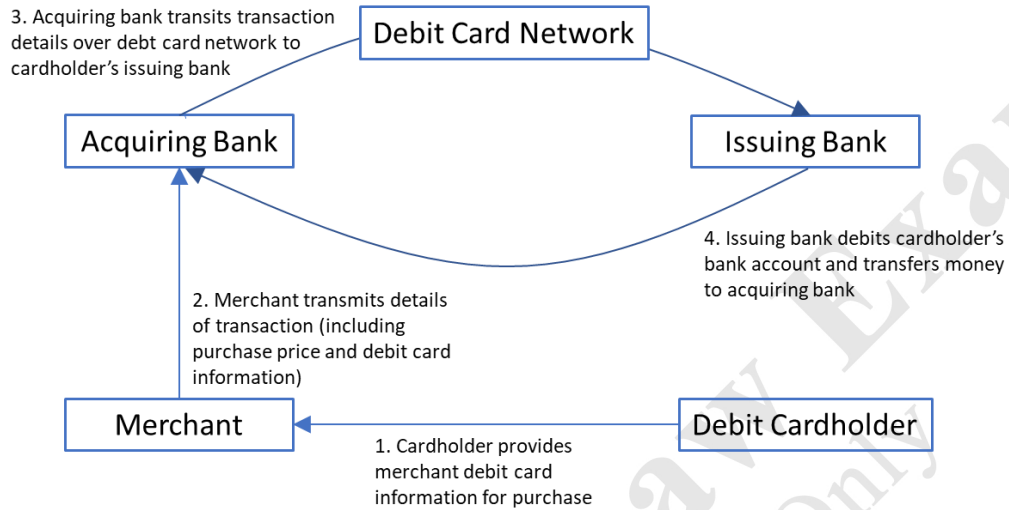 3. Acquiring bank transits transaction
details over debt card network to
cardholder's issuing bank
Debit Card Network
Acquiring Bank
Issuing Bank
4. Issuing bank debits cardholder's
bank account and transfers money
to acquiring bank
2. Merchant transmits details
of transaction (including
purchase price and debit card
information)
Merchant
Debit Cardholder
1. Cardholder provides
merchant debit card
information for purchase
aw Exa
Only